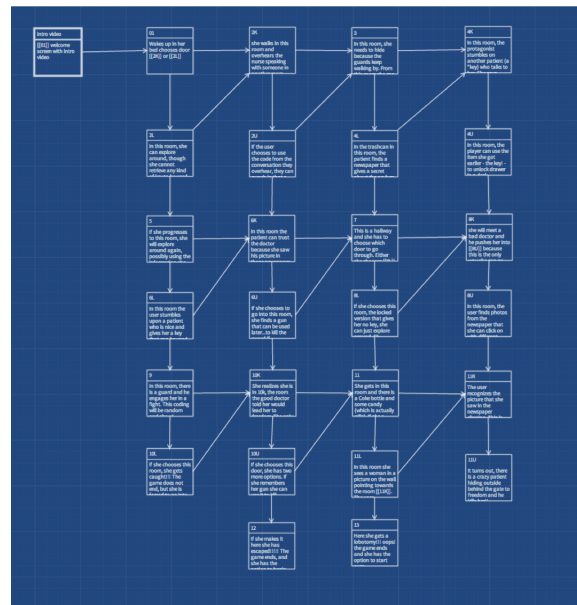 Intro video
[[01]] welcome
screen with intro
video
01
Wakes up in her
bed chooses door
[[2K]] or [[2L]]
2K
she walks in this
room and
overhears the
nurse speaking
with someone in
3
In this room, she
needs to hide
because the
guards keep
walking by. From
4K
In this room, the
protagonist
stumbles on
another patient (a
*key) who talks to
3L
In this room, she
can explore
around, though
she cannot
retrieve any kind
2U
If the user
chooses to use
the code from the
conversation they
overhear, they can
4L
In the trashcan in
this room, the
patient finds a
newspaper that
gives a secret
4U
In this room, the
player can use the
item she got
earlier - the key! -
to unlock drawer
5
If she progresses
to this room, she
will explore
around again,
possibly using the
6K
In this room the
patient can trust
the doctor
because she saw
his picture in
7
This is a hallway
and she has to
choose which
door to go
through. Either
8K
she will meet a
bad doctor and
he pushes her into
[[8U]] because
this is the only
6L
In this room the
user stumbles
upon a patient
who is nice and
gives her a key
6U
If she chooses to
go into this room,
she finds a gun
that can be used
later...to kill the
8L
If she chooses this
room, the locked
version that gives
her no key, she
can just explore
8U
In this room, the
user finds photos
from the
newspaper that
she can click on
9
In this room, there
is a guard and he
engages her in a
fight. This coding
will be random
10K
She realizes she is
in 10k, the room
the good doctor
told her would
lead her to
11
She gets in this
room and there is
a Coke bottle and
some candy
(which is actually
11K
The user
recognizes the
picture that she
saw in the
newspaper
10L
If she chooses this
room, she gets
caught!!! The
game does not
end, but she is
10U
If she chooses this
door, she has two
more options. If
she remembers
her gun she can
11L
In this room she
sees a woman in a
picture on the wall
pointing towards
the room [[11K]].
11U
It turns out, there
is a crazy patient
hiding outside
behind the gate to
freedom and he
12
If she makes it
here she has
escaped!!!!! The
game ends, and
she has the
13
Here she gets a
lobotomy!!! oops!
the game ends
and she has the
option to start